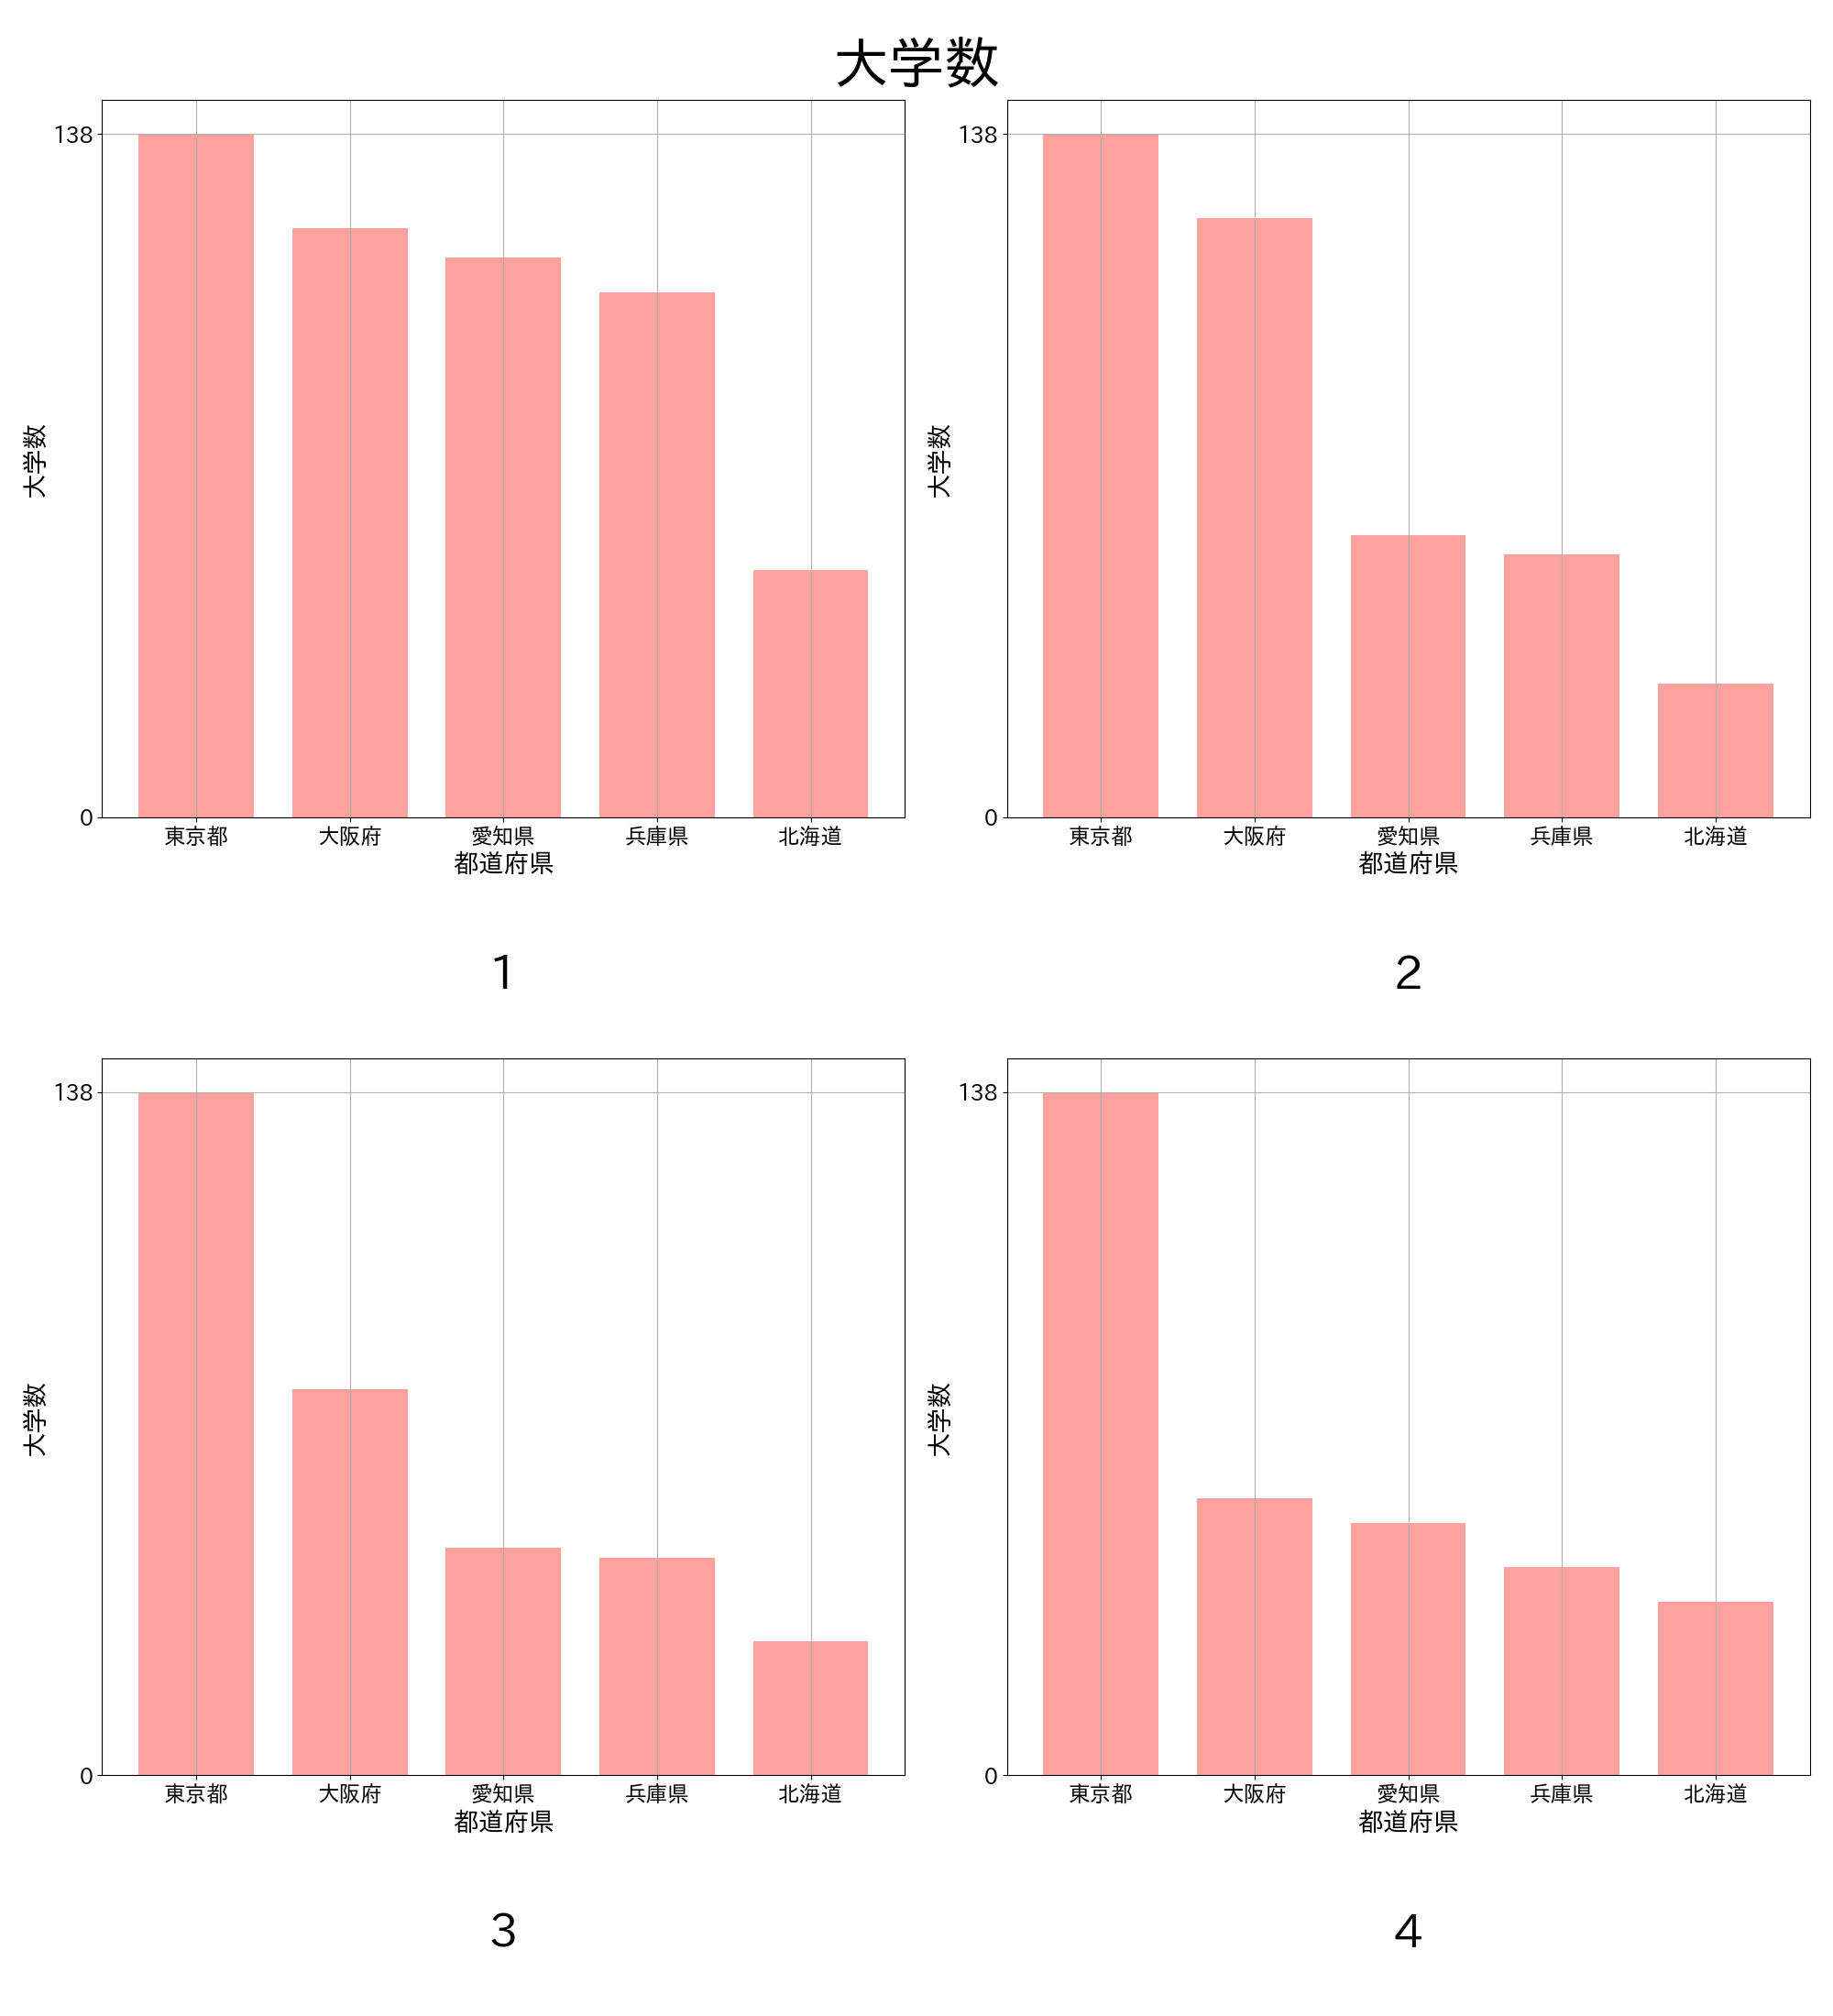 大学数
138
大学数
0
東京都 大阪府 愛知県 兵庫県 北海道
都道府県
1
138
大学数
0
東京都 大阪府 愛知県 兵庫県 北海道
都道府県
2
138
大学数
0
東京都 大阪府 愛知県 兵庫県 北海道
都道府県
3
138
大学数
0
東京都 大阪府 愛知県 兵庫県 北海道
都道府県
4